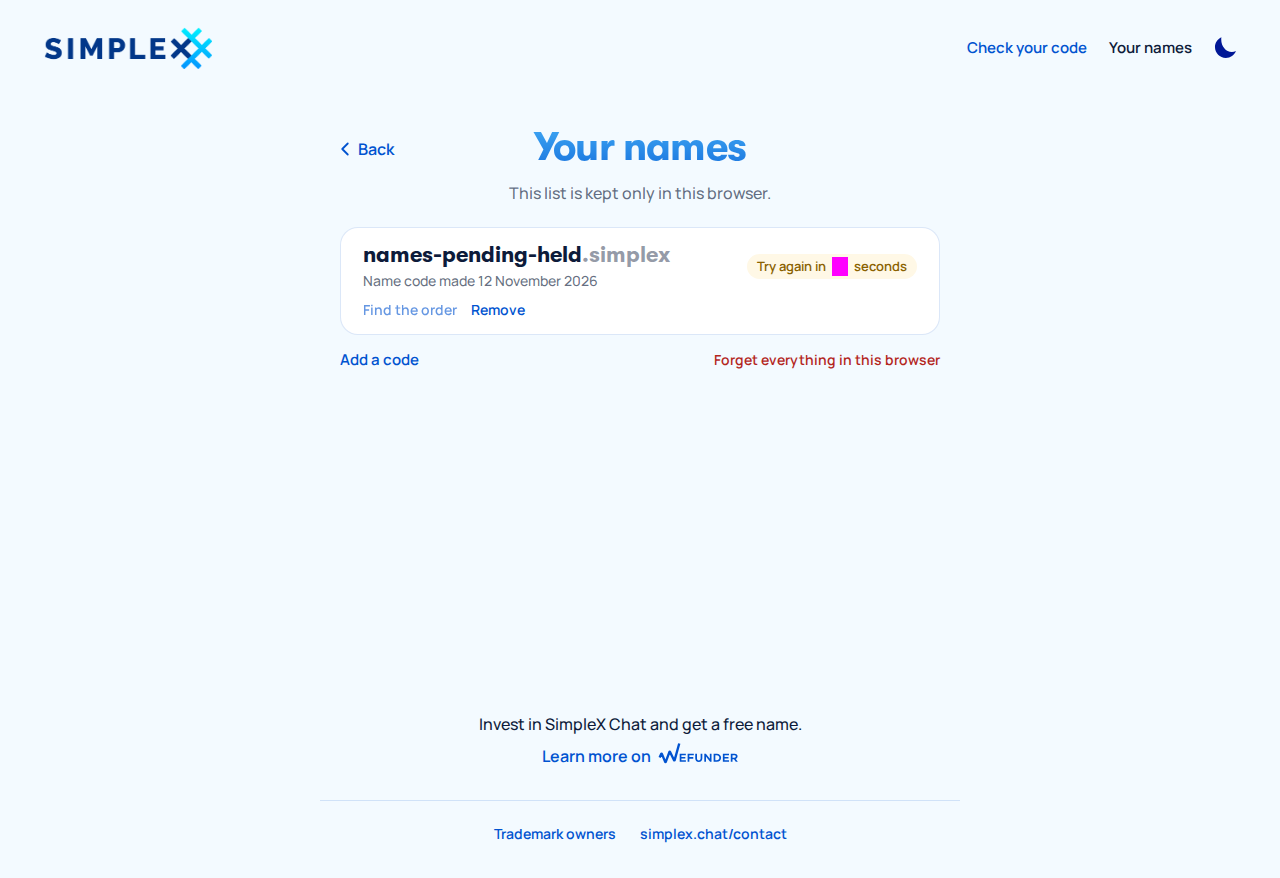 SIMPLEX
Check your code
Your names
Back
Your names
This list is kept only in this browser.
names-pending-held.simplex
Name code made 12 November 2026
Try again in seconds
Find the order
Remove
Add a code
Forget everything in this browser
Invest in SimpleX Chat and get a free name.
Learn more on WEFUNDER
Trademark owners
simplex.chat/contact